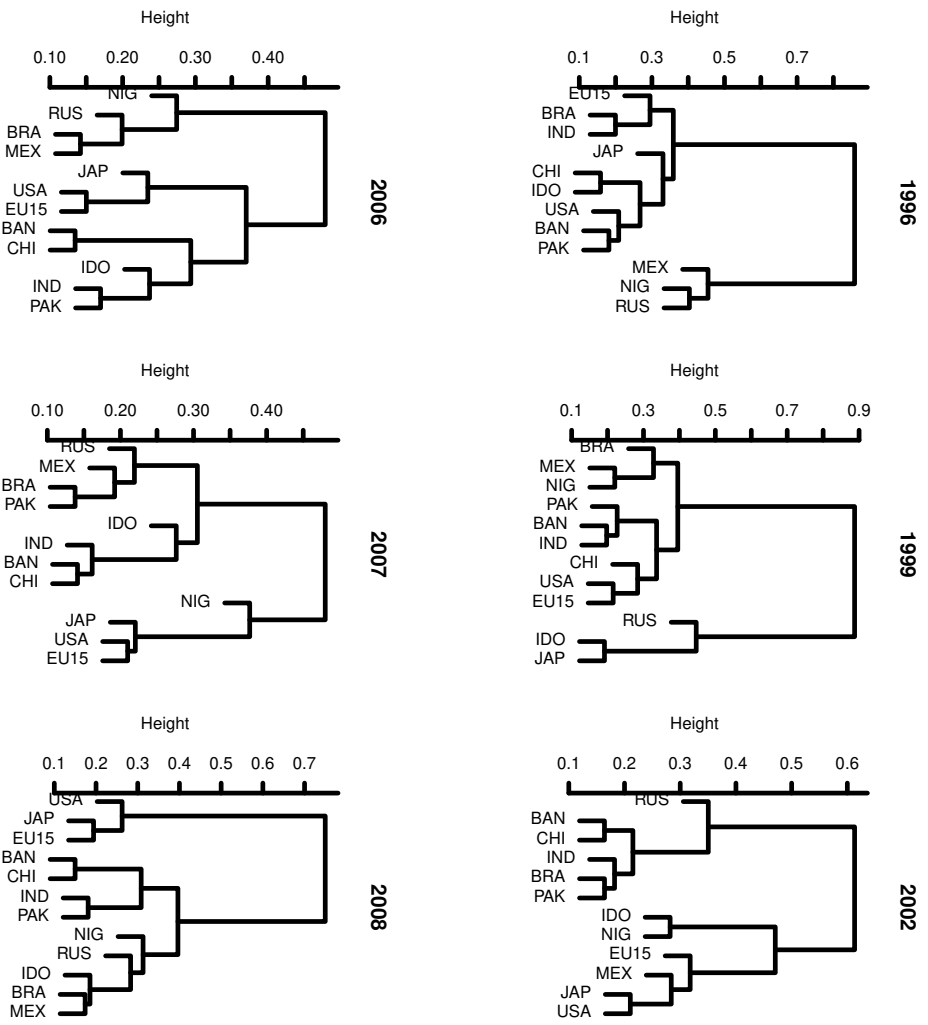 Height
0.10 0.20 0.30 0.40
NIG
RUS
BRA
MEX
JAP
USA
EU15
BAN
CHI
IDO
IND
PAK
2006
Height
0.1 0.3 0.5 0.7
EU15
BRA
IND
JAP
CHI
IDO
USA
BAN
PAK
MEX
NIG
RUS
1996
Height
0.10 0.20 0.30 0.40
RUS
MEX
BRA
PAK
IDO
IND
BAN
CHI
NIG
JAP
USA
EU15
2007
Height
0.1 0.3 0.5 0.7 0.9
BRA
MEX
NIG
PAK
BAN
IND
CHI
USA
EU15
RUS
IDO
JAP
1999
Height
0.1 0.2 0.3 0.4 0.5 0.6 0.7
USA
JAP
EU15
BAN
CHI
IND
PAK
NIG
RUS
IDO
BRA
MEX
2008
Height
0.1 0.2 0.3 0.4 0.5 0.6
RUS
BAN
CHI
IND
BRA
PAK
IDO
NIG
EU15
MEX
JAP
USA
2002